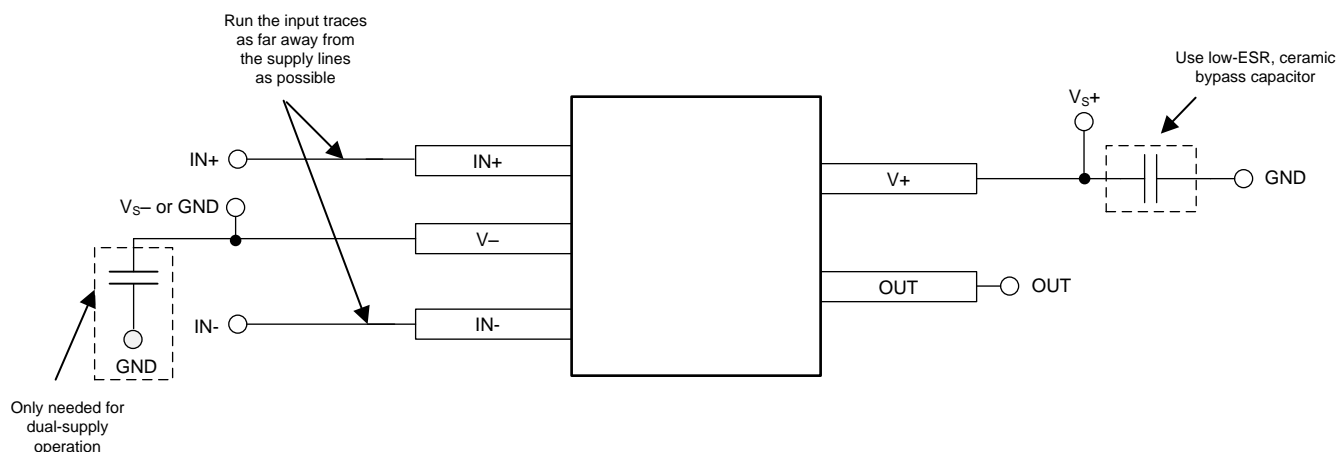 Run the input traces
as far away from
the supply lines
as possible
Use low-ESR, ceramic
bypass capacitor
VS+
IN+
IN+
V+
GND
VS– or GND
V–
OUT
OUT
IN-
IN-
GND
Only needed for
dual-supply
operation